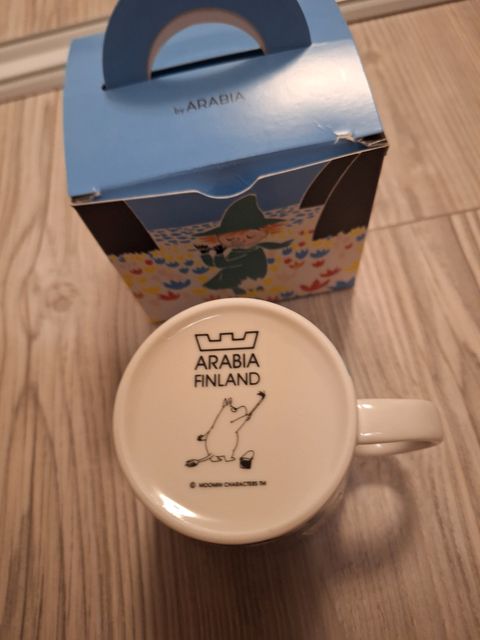 by ARABIA
ARABIA
FINLAND
© MOOMIN CHARACTERS TM